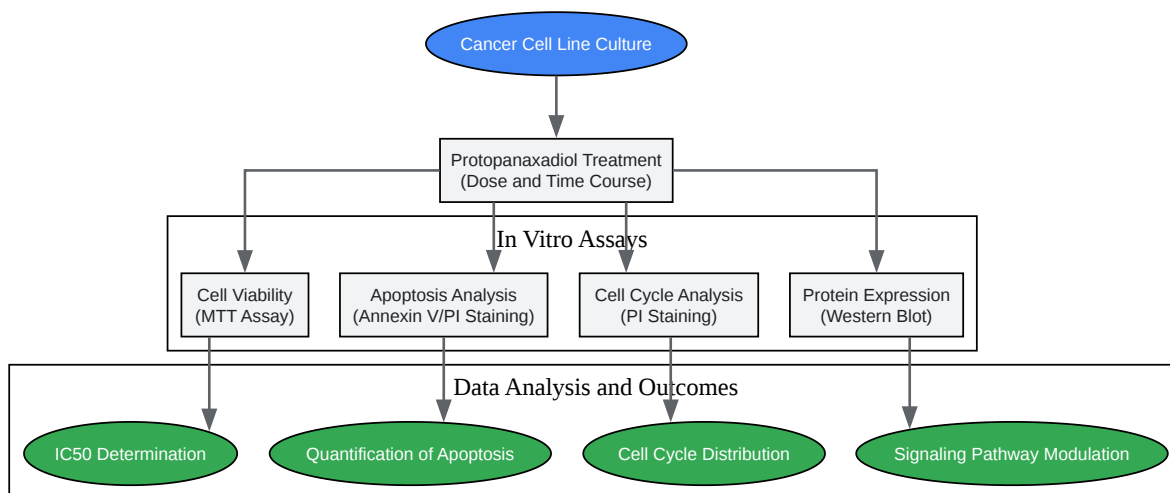 Cancer Cell Line Culture
Protopanaxadiol Treatment
(Dose and Time Course)
In Vitro Assays
Cell Viability
(MTT Assay)
Apoptosis Analysis
(Annexin V/PI Staining)
Cell Cycle Analysis
(PI Staining)
Protein Expression
(Western Blot)
Data Analysis and Outcomes
IC50 Determination
Quantification of Apoptosis
Cell Cycle Distribution
Signaling Pathway Modulation